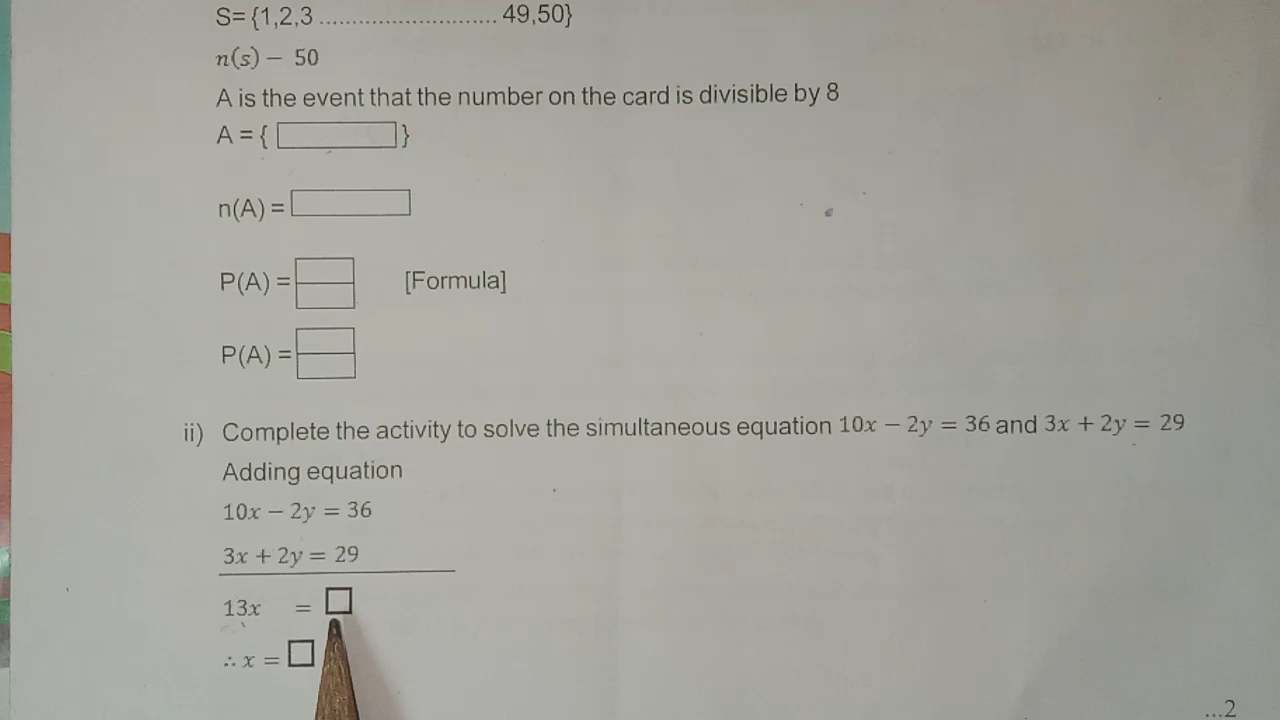 S= {1,2,3 ........................... 49,50}
n(s) − 50
A is the event that the number on the card is divisible by 8
A = { }
n(A) =
P(A) = [Formula]
P(A) =
ii) Complete the activity to solve the simultaneous equation 10x − 2y = 36 and 3x + 2y = 29
Adding equation
10x − 2y = 36
3x + 2y = 29
13x = □
∴ x = □
...2